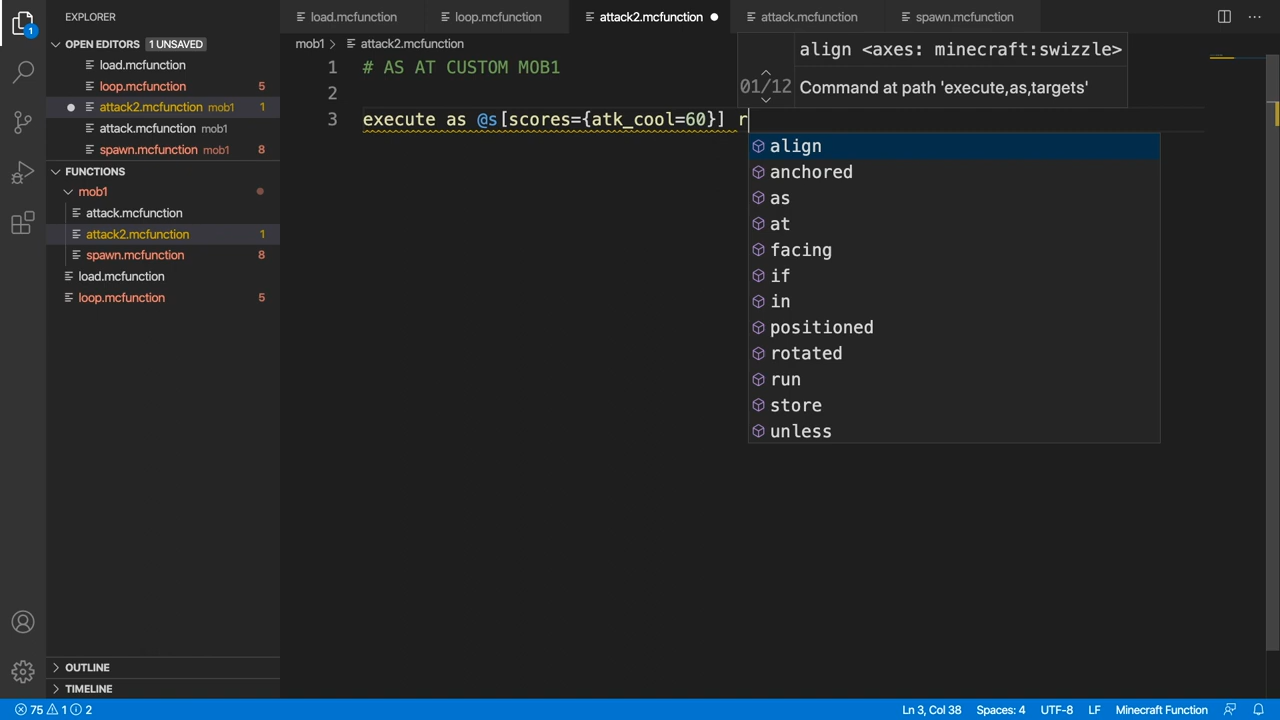 1
EXPLORER
OPEN EDITORS 1 UNSAVED
load.mcfunction
loop.mcfunction 5
attack2.mcfunction mob1 1
attack.mcfunction mob1
spawn.mcfunction mob1 8
FUNCTIONS
mob1
attack.mcfunction
attack2.mcfunction 1
spawn.mcfunction 8
load.mcfunction
loop.mcfunction 5
OUTLINE
TIMELINE
load.mcfunction loop.mcfunction attack2.mcfunction attack.mcfunction spawn.mcfunction
mob1 attack2.mcfunction
1 # AS AT CUSTOM MOB1
2
3 execute as @s[scores={atk_cool=60}] r
01/12
align <axes: minecraft:swizzle>
Command at path 'execute,as,targets'
align
anchored
as
at
facing
if
in
positioned
rotated
run
store
unless
75 1 2 Ln 3, Col 38 Spaces: 4 UTF-8 LF Minecraft Function